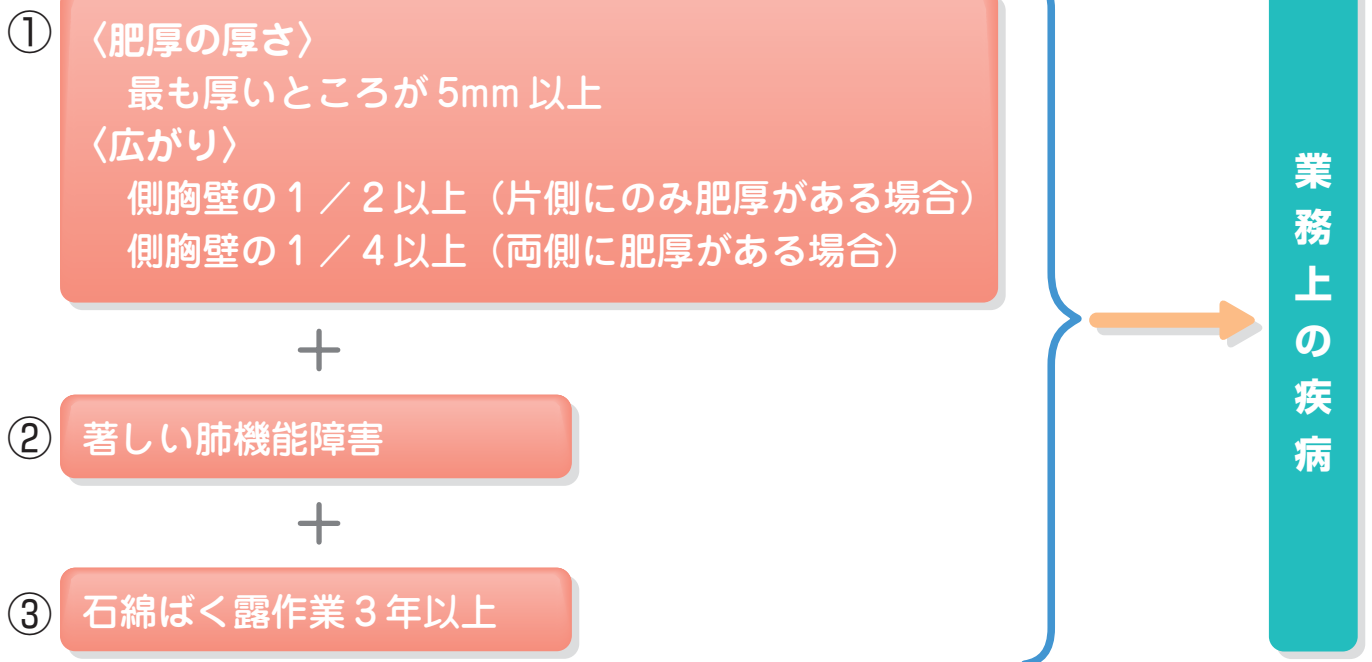 ①
〈肥厚の厚さ〉
最も厚いところが5mm以上
〈広がり〉
側胸壁の1／2以上（片側にのみ肥厚がある場合）
側胸壁の1／4以上（両側に肥厚がある場合）
＋
② 著しい肺機能障害
＋
③ 石綿ばく露作業3年以上
業務上の疾病